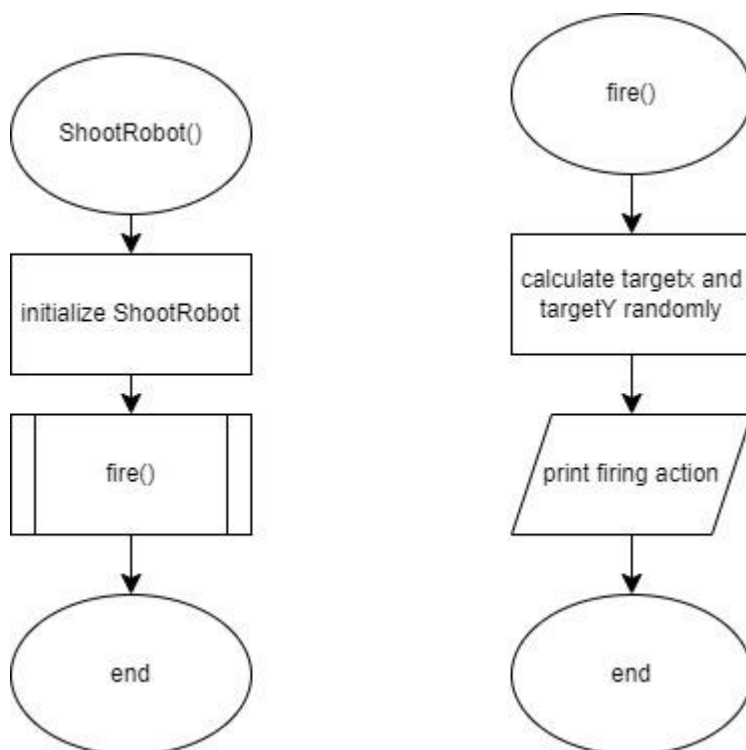 ShootRobot()
initialize ShootRobot
fire()
end
fire()
calculate targetx and
targetY randomly
print firing action
end